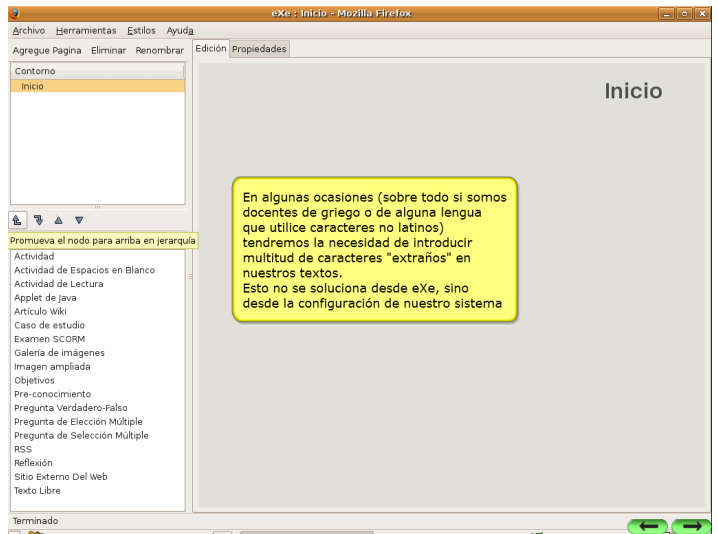 eXe : Inicio - Mozilla Firefox
Archivo Herramientas Estilos Ayuda
Agregue Pagina Eliminar Renombrar
Edición Propiedades
Contorno
Inicio
Inicio
En algunas ocasiones (sobre todo si somos
docentes de griego o de alguna lengua
que utilice caracteres no latinos)
tendremos la necesidad de introducir
multitud de caracteres "extraños" en
nuestros textos.
Esto no se soluciona desde eXe, sino
desde la configuración de nuestro sistema
Promueva el nodo para arriba en jerarquía
Actividad
Actividad de Espacios en Blanco
Actividad de Lectura
Applet de Java
Artículo Wiki
Caso de estudio
Examen SCORM
Galería de imágenes
Imagen ampliada
Objetivos
Pre-conocimiento
Pregunta Verdadero-Falso
Pregunta de Elección Múltiple
Pregunta de Selección Múltiple
RSS
Reflexión
Sitio Externo Del Web
Texto Libre
Terminado